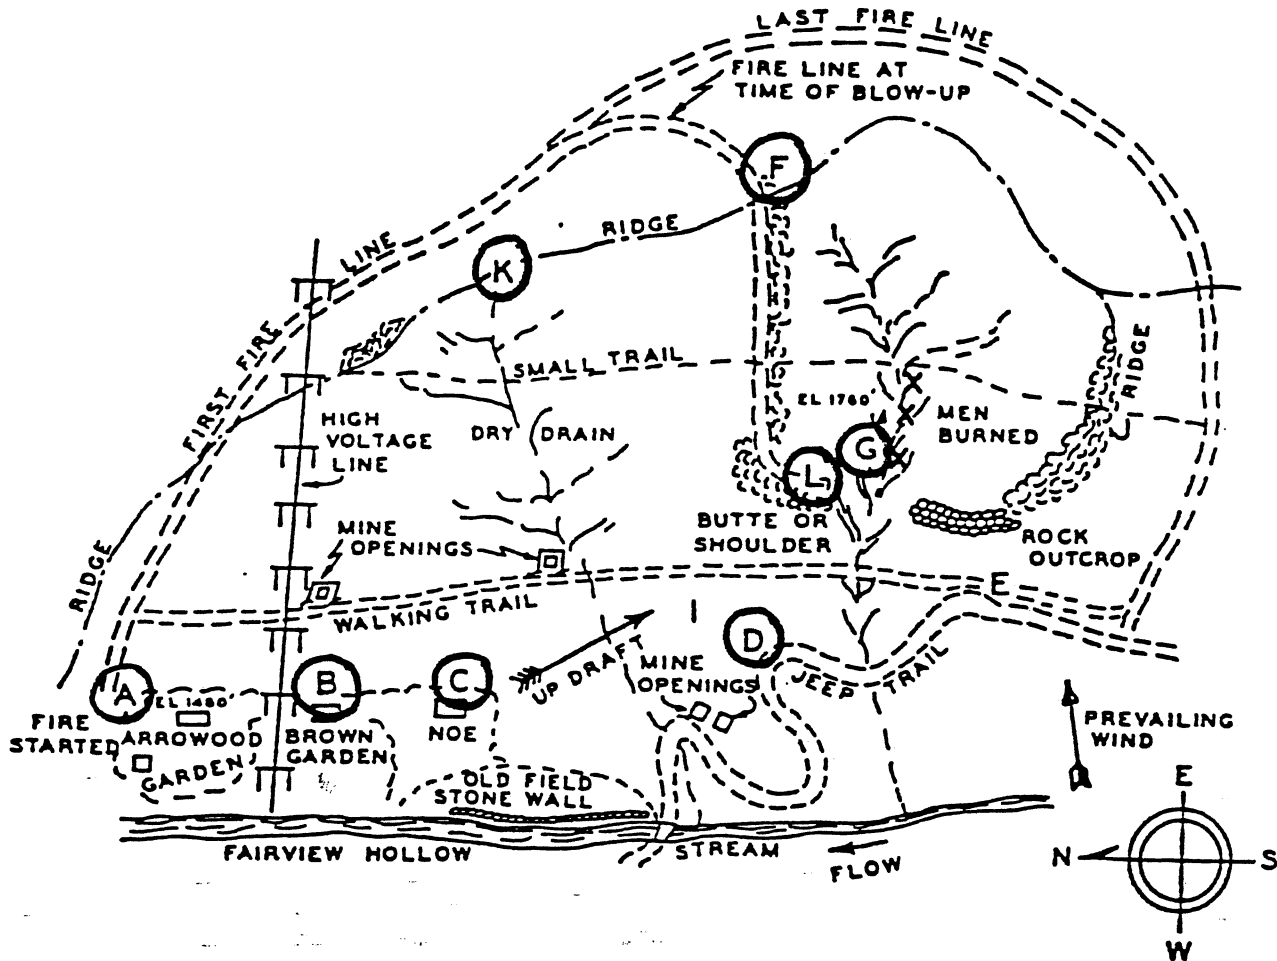 LAST FIRE LINE
FIRE LINE AT
TIME OF BLOW-UP
F
RIDGE
LINE
K
FIRST FIRE
SMALL TRAIL
RIDGE
EL 1760'
MEN
BURNED
HIGH
VOLTAGE
LINE
DRY DRAIN
G
L
BUTTE OR
SHOULDER
ROCK
OUTCROP
MINE
OPENINGS
RIDGE
WALKING TRAIL
E
I
D
UP DRAFT
MINE
OPENINGS
JEEP TRAIL
A
EL 1480'
B
C
FIRE
STARTED
ARROWOOD
GARDEN
BROWN
GARDEN
NOE
PREVAILING
WIND
OLD FIELD
STONE WALL
FAIRVIEW HOLLOW
STREAM
FLOW
E
N
S
W